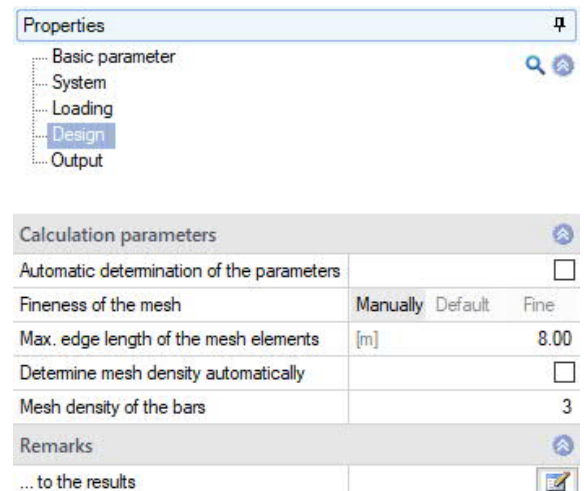 Properties
Basic parameter
System
Loading
Design
Output
Calculation parameters
Automatic determination of the parameters
Fineness of the mesh Manually Default Fine
Max. edge length of the mesh elements [m] 8.00
Determine mesh density automatically
Mesh density of the bars 3
Remarks
... to the results